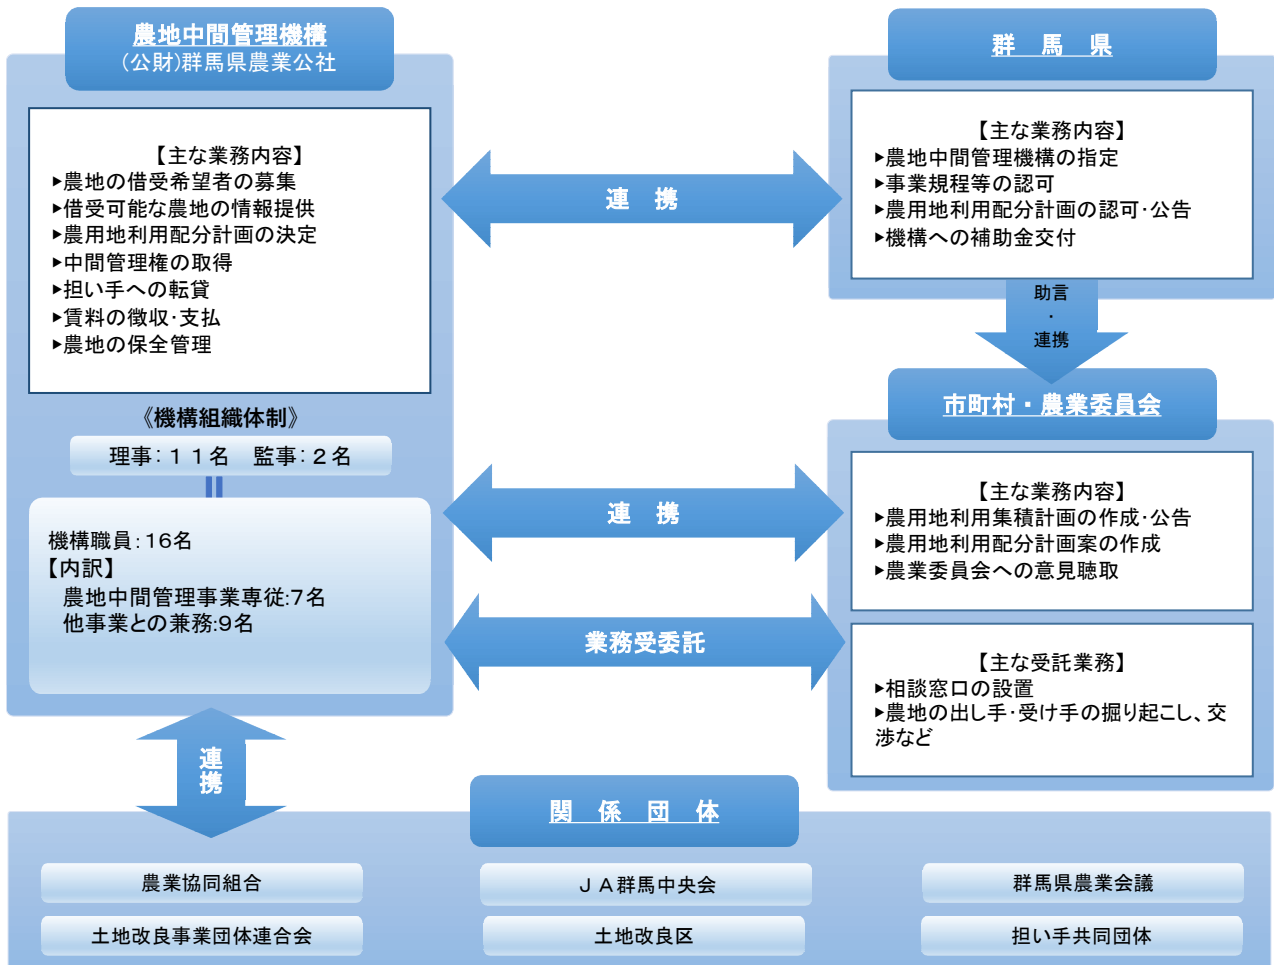 農地中間管理機構
(公財)群馬県農業公社
【主な業務内容】
▶農地の借受希望者の募集
▶借受可能な農地の情報提供
▶農用地利用配分計画の決定
▶中間管理権の取得
▶担い手への転貸
▶賃料の徴収･支払
▶農地の保全管理
《機構組織体制》
理事：１１名　監事：２名
機構職員：16名
【内訳】
農地中間管理事業専従:7名
他事業との兼務:9名
連　携
連　携
業務受委託
群　馬　県
【主な業務内容】
▶農地中間管理機構の指定
▶事業規程等の認可
▶農用地利用配分計画の認可･公告
▶機構への補助金交付
助言
・
連携
市町村・農業委員会
【主な業務内容】
▶農用地利用集積計画の作成･公告
▶農用地利用配分計画案の作成
▶農業委員会への意見聴取
【主な受託業務】
▶相談窓口の設置
▶農地の出し手･受け手の掘り起こし、交
渉など
連
携
関　係　団　体
農業協同組合
ＪＡ群馬中央会
群馬県農業会議
土地改良事業団体連合会
土地改良区
担い手共同団体